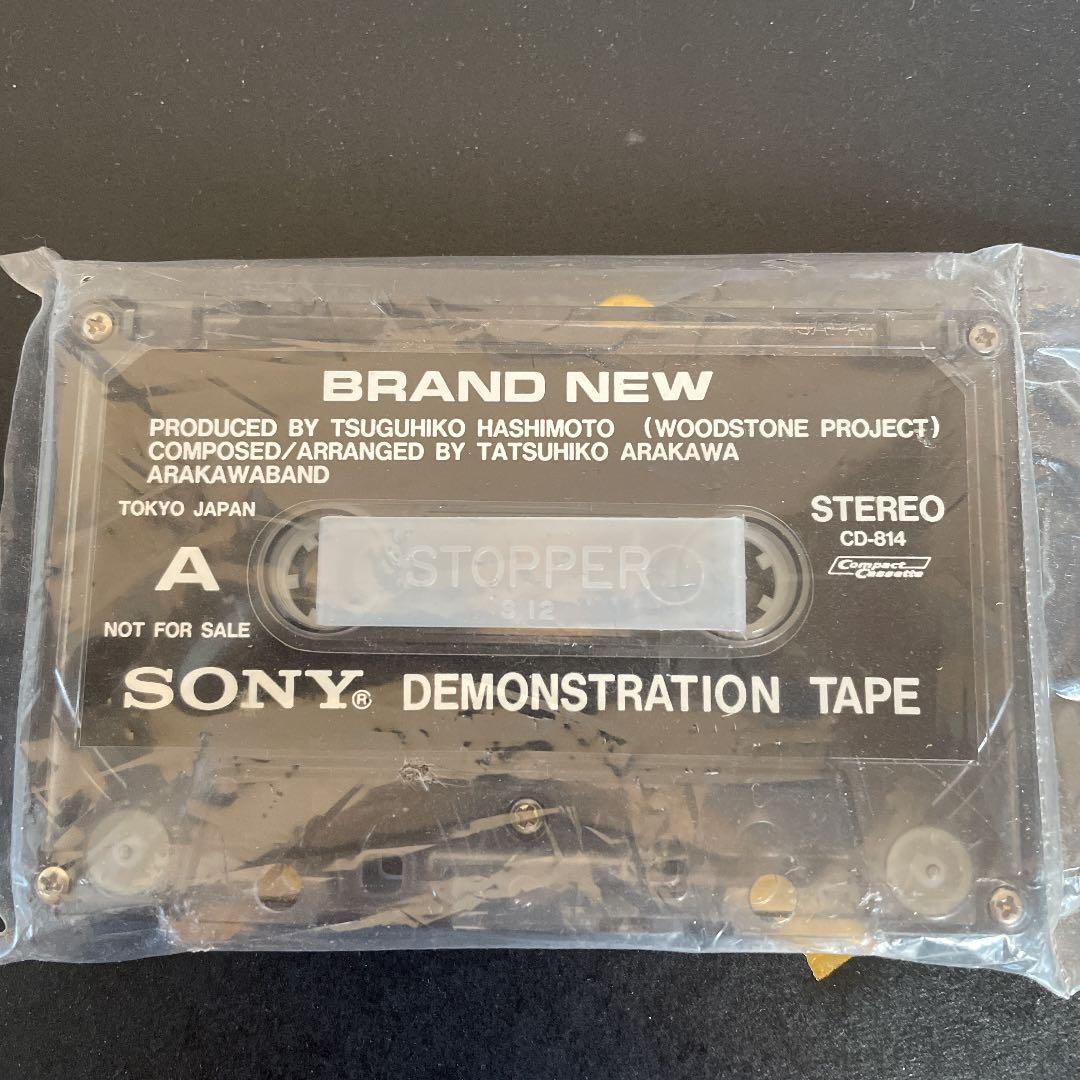 BRAND NEW
PRODUCED BY TSUGUHIKO HASHIMOTO (WOODSTONE PROJECT)
COMPOSED/ARRANGED BY TATSUHIKO ARAKAWA
ARAKAWABAND
TOKYO JAPAN
STEREO
CD-814
A
STOPPER
Compact
Cassette
NOT FOR SALE
SONY® DEMONSTRATION TAPE